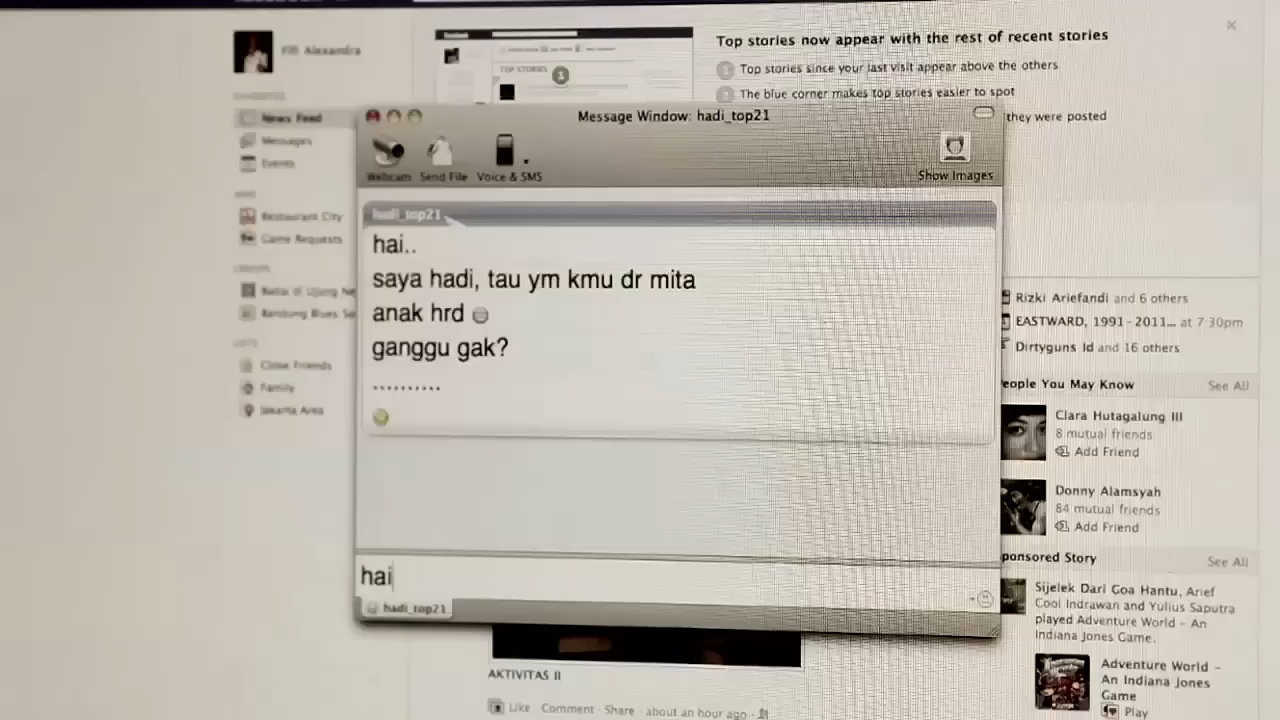 Alexandra
TOP STORIES
1
Top stories now appear with the rest of recent stories
Top stories since your last visit appear above the others
The blue corner makes top stories easier to spot
they were posted
News Feed
Messages
Events
Restaurant City
Game Requests
Close Friends
Family
Jakarta Area
Message Window: hadi_top21
Webcam
Send File
Voice & SMS
Show Images
hadi_top21
hai..
saya hadi, tau ym kmu dr mita
anak hrd
ganggu gak?
..........
hai
hadi_top21
Rizki Ariefandi and 6 others
EASTWARD, 1991-2011... at 7:30pm
Dirtyguns Id and 16 others
eople You May Know
See All
Clara Hutagalung III
8 mutual friends
Add Friend
Donny Alamsyah
84 mutual friends
Add Friend
ponsored Story
See All
Sijelek Dari Goa Hantu, Arief
Cool Indrawan and Yulius Saputra
played Adventure World - An
Indiana Jones Game.
Adventure World -
An Indiana Jones
Game
Play
AKTIVITAS II
Like · Comment · Share · about an hour ago ·